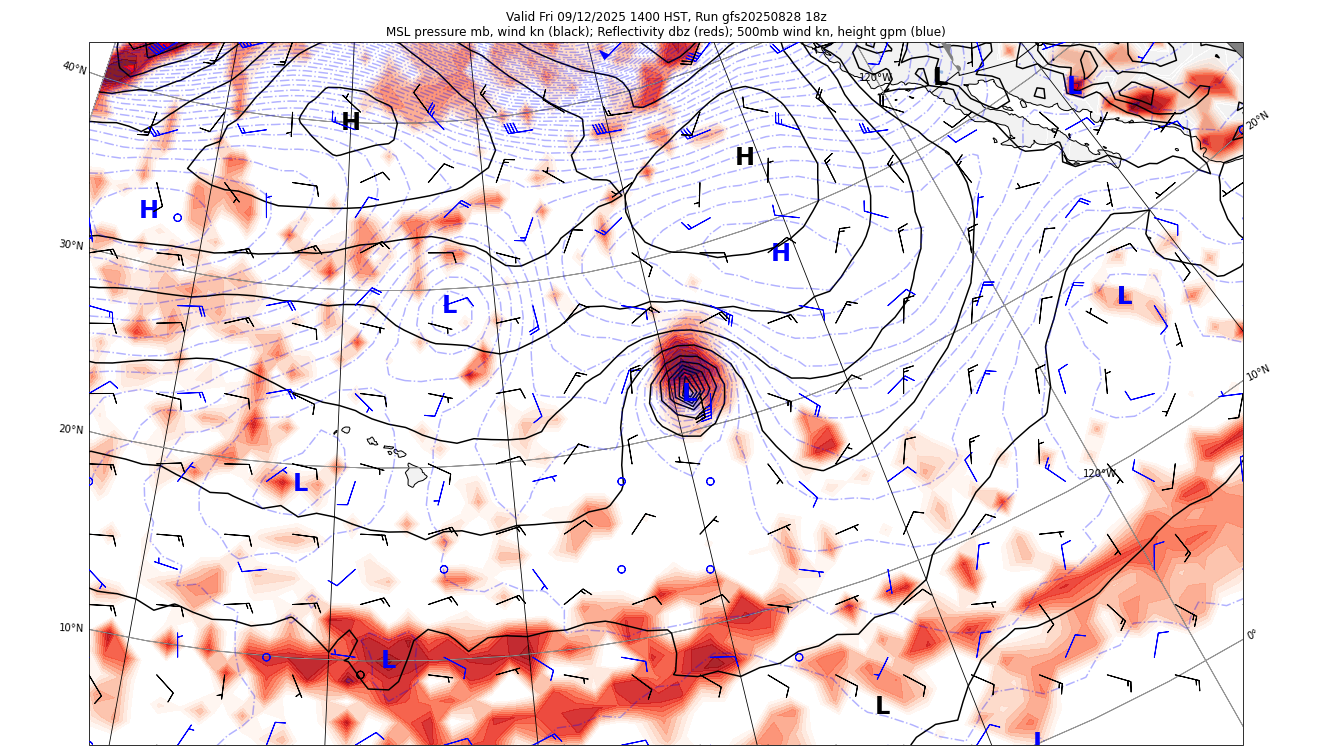 Valid Fri 09/12/2025 1400 HST, Run gfs20250828 18z
MSL pressure mb, wind kn (black); Reflectivity dbz (reds); 500mb wind kn, height gpm (blue)
40°N
120°W
L
L
20°N
H
H
H
30°N
H
L
L
10°N
L
20°N
120°W
L
10°N
0°
L
L
L